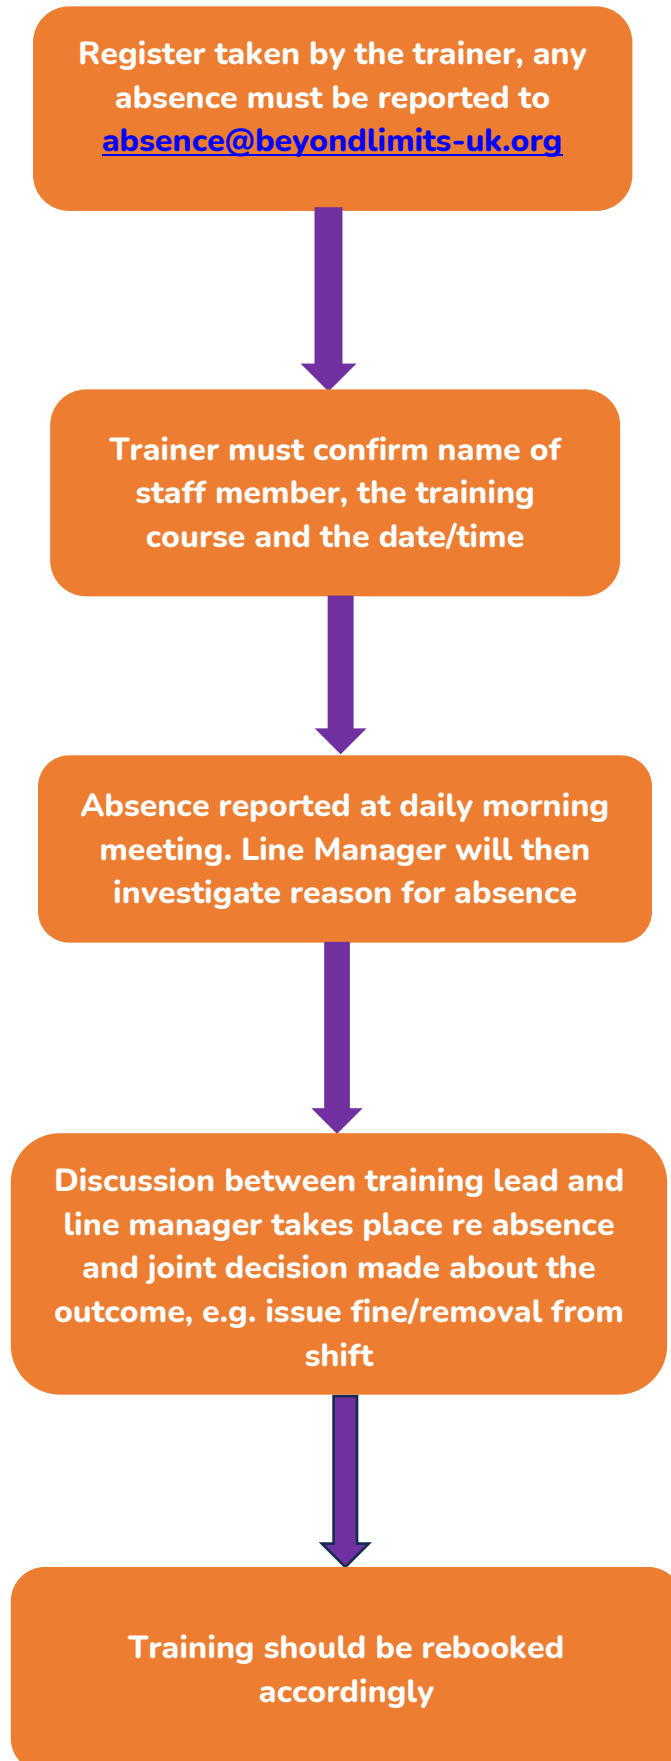 Register taken by the trainer, any
absence must be reported to
absence@beyondlimits-uk.org
Trainer must confirm name of
staff member, the training
course and the date/time
Absence reported at daily morning
meeting. Line Manager will then
investigate reason for absence
Discussion between training lead and
line manager takes place re absence
and joint decision made about the
outcome, e.g. issue fine/removal from
shift
Training should be rebooked
accordingly